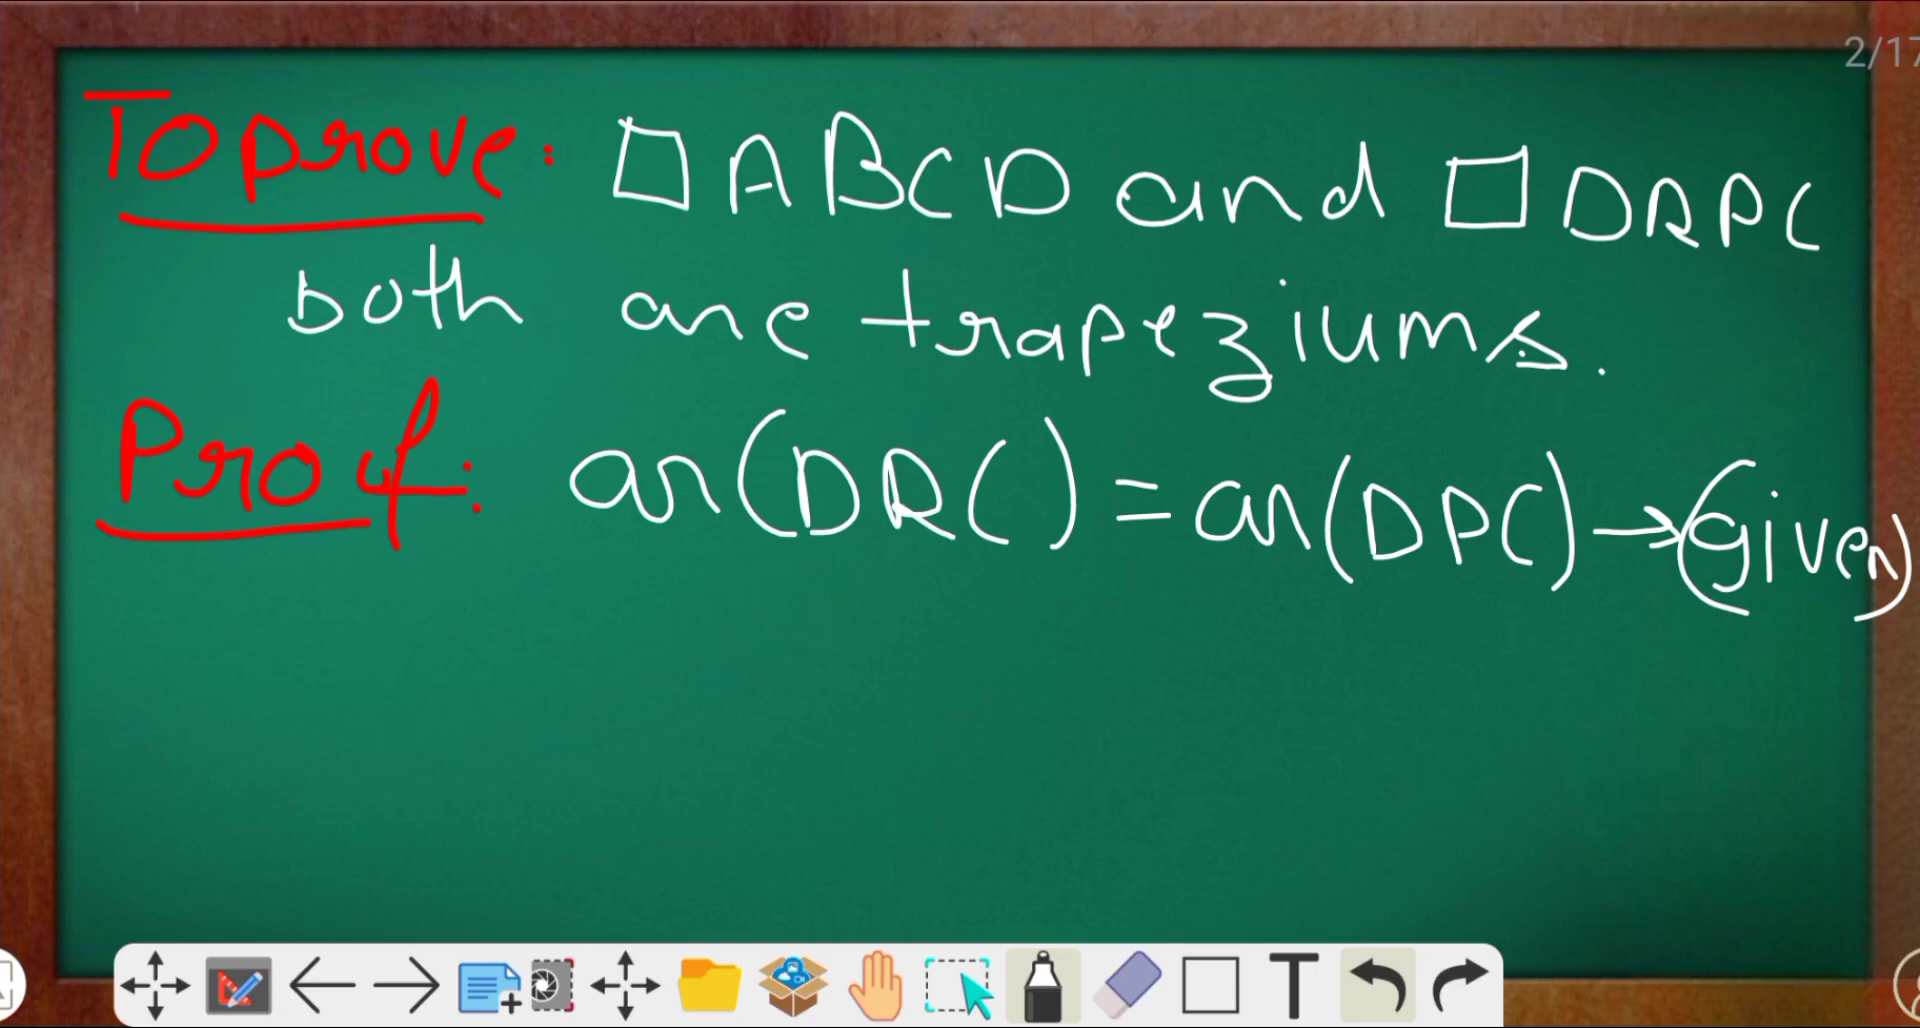 2/17
To prove: □ABCD and □DRPC
both are trapeziums.
Proof: ar(DRC) = ar(DPC) → (given)
T